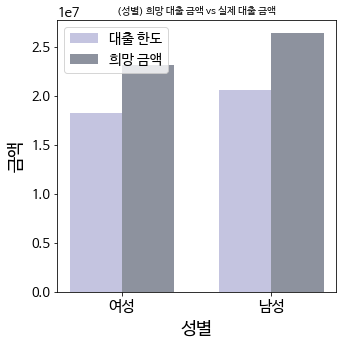 (성별) 희망 대출 금액 vs 실제 대출 금액
1e7
대출 한도
희망 금액
2.5
2.0
1.5
1.0
0.5
0.0
금액
여성 남성
성별